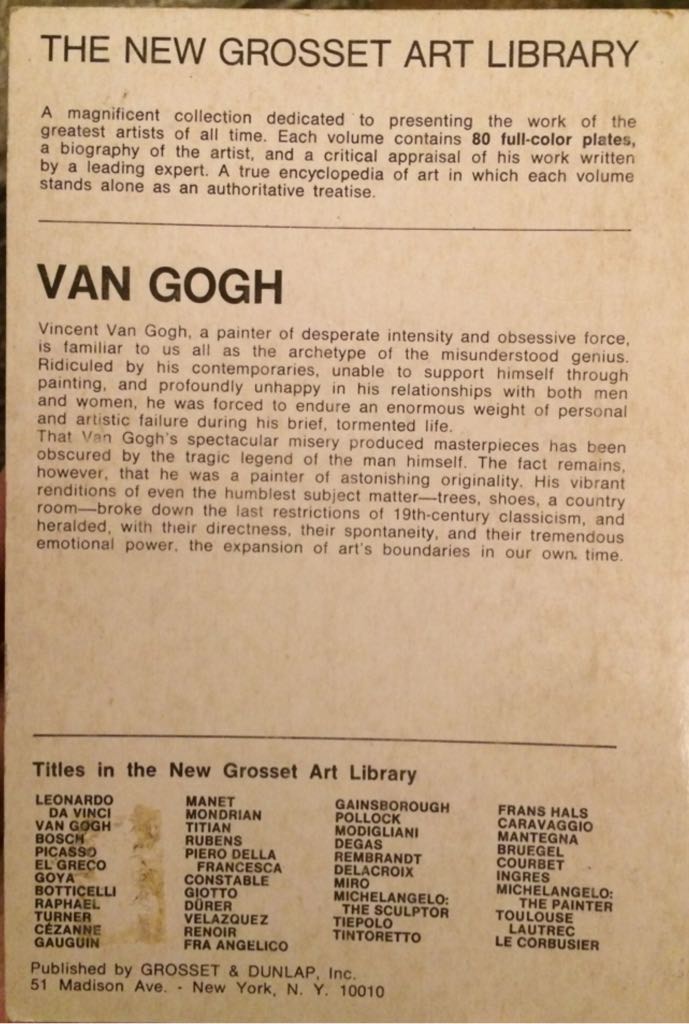 THE NEW GROSSET ART LIBRARY
A magnificent collection dedicated to presenting the work of the
greatest artists of all time. Each volume contains 80 full-color plates,
a biography of the artist, and a critical appraisal of his work written
by a leading expert. A true encyclopedia of art in which each volume
stands alone as an authoritative treatise.
VAN GOGH
Vincent Van Gogh, a painter of desperate intensity and obsessive force,
is familiar to us all as the archetype of the misunderstood genius.
Ridiculed by his contemporaries, unable to support himself through
painting, and profoundly unhappy in his relationships with both men
and women, he was forced to endure an enormous weight of personal
and artistic failure during his brief, tormented life.
That Van Gogh's spectacular misery produced masterpieces has been
obscured by the tragic legend of the man himself. The fact remains,
however, that he was a painter of astonishing originality. His vibrant
renditions of even the humblest subject matter—trees, shoes, a country
room—broke down the last restrictions of 19th-century classicism, and
heralded, with their directness, their spontaneity, and their tremendous
emotional power, the expansion of art's boundaries in our own time.
Titles in the New Grosset Art Library
LEONARDO
DA VINCI
VAN GOGH
BOSCH
PICASSO
EL GRECO
GOYA
BOTTICELLI
RAPHAEL
TURNER
CÉZANNE
GAUGUIN
MANET
MONDRIAN
TITIAN
RUBENS
PIERO DELLA
FRANCESCA
CONSTABLE
GIOTTO
DÜRER
VELAZQUEZ
RENOIR
FRA ANGELICO
GAINSBOROUGH
POLLOCK
MODIGLIANI
DEGAS
REMBRANDT
DELACROIX
MIRO
MICHELANGELO:
THE SCULPTOR
TIEPOLO
TINTORETTO
FRANS HALS
CARAVAGGIO
MANTEGNA
BRUEGEL
COURBET
INGRES
MICHELANGELO:
THE PAINTER
TOULOUSE
LAUTREC
LE CORBUSIER
Published by GROSSET & DUNLAP, Inc.
51 Madison Ave. - New York, N. Y. 10010